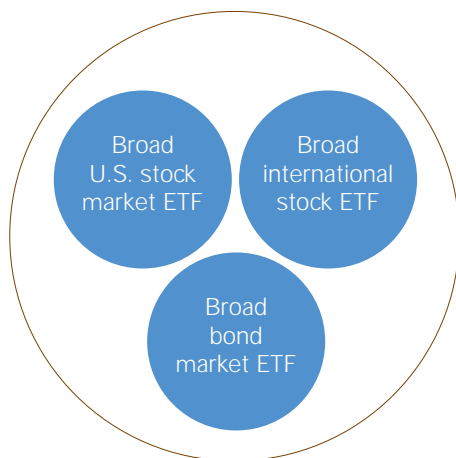 Broad
U.S. stock
market ETF
Broad
international
stock ETF
Broad
bond
market ETF